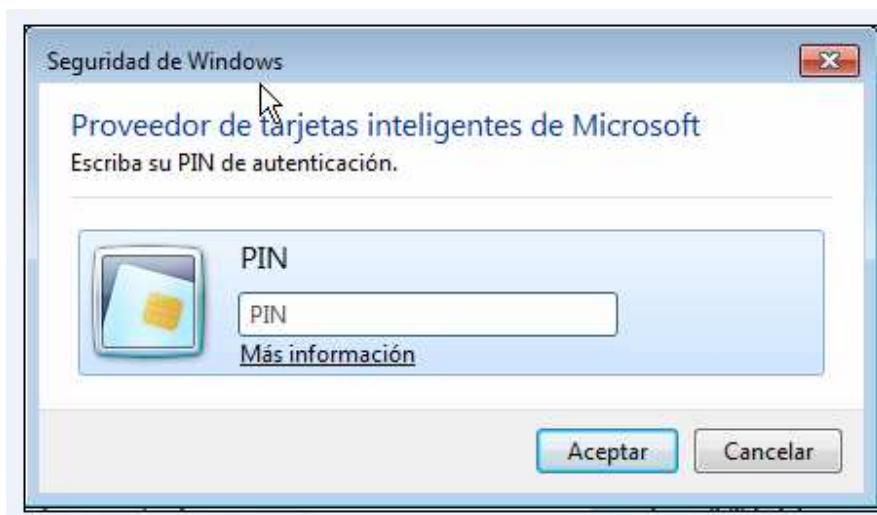 Seguridad de Windows
Proveedor de tarjetas inteligentes de Microsoft
Escriba su PIN de autenticación.
PIN
PIN
Más información
Aceptar Cancelar